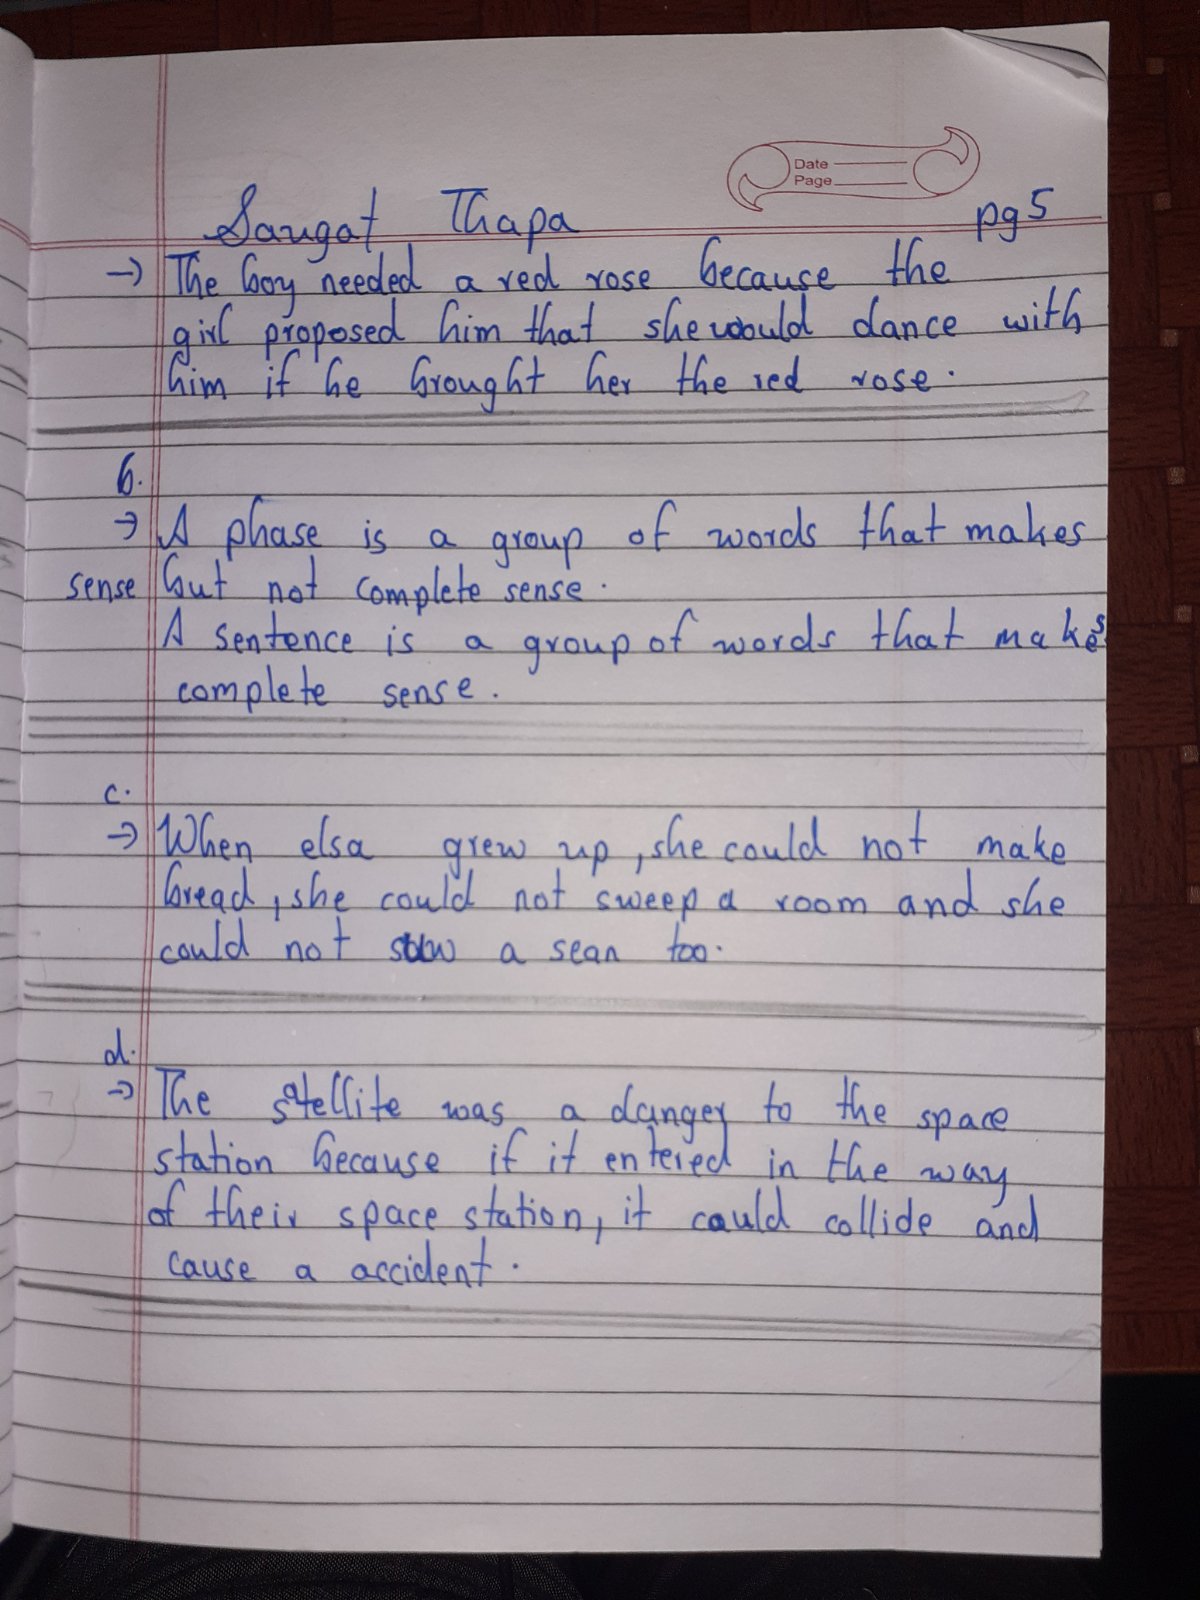 Date
Page
Saugat Thapa pg 5
→ The boy needed a red rose because the
girl proposed him that she would dance with
him if he brought her the red rose.
b.
→ A phase is a group of words that makes
sense but not complete sense.
A sentence is a group of words that makes
complete sense.
c.
→ When elsa grew up, she could not make
bread, she could not sweep a room and she
could not a sean too.
d.
→ The satellite was a danger to the space
station because if it entered in the way
of their space station, it could collide and
cause a accident.